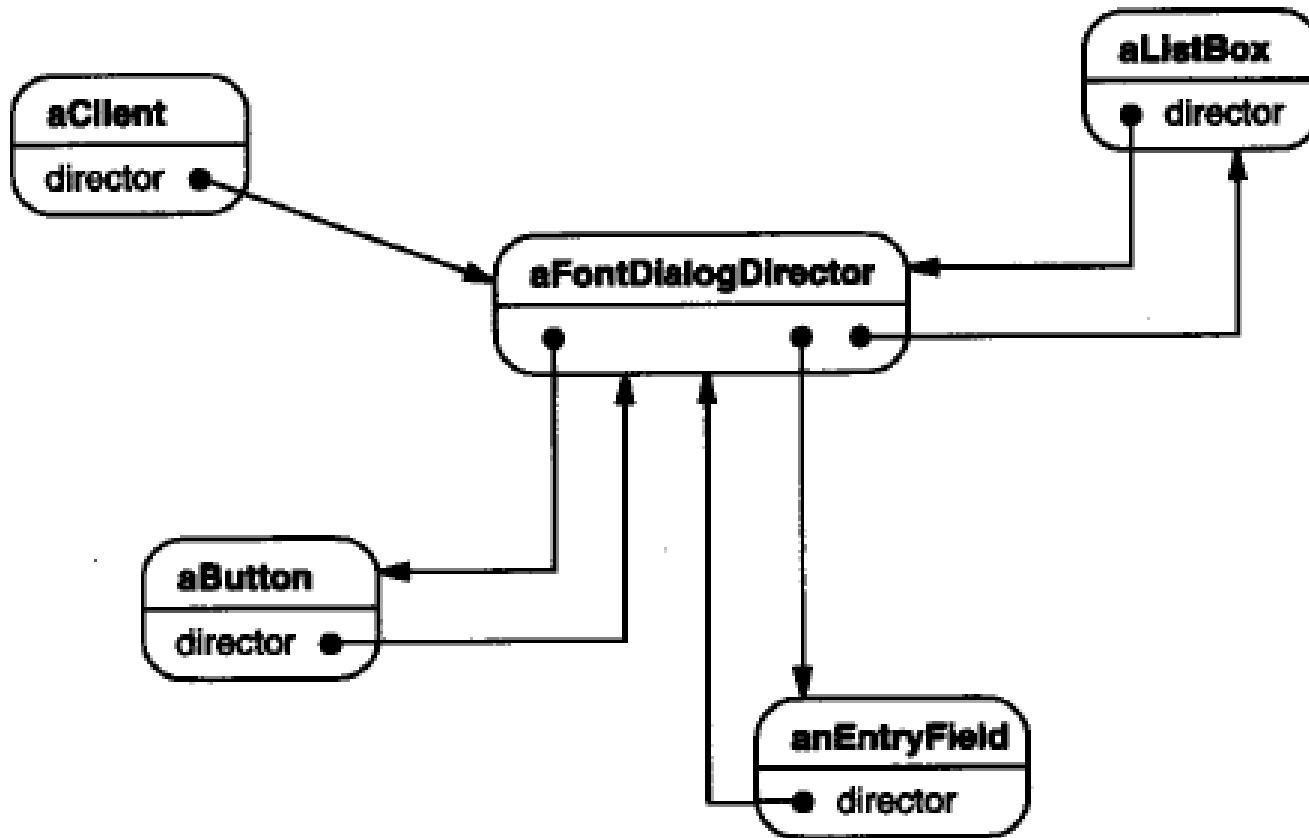 aListBox
director
aClient
director
aFontDialogDirector
aButton
director
anEntryField
director